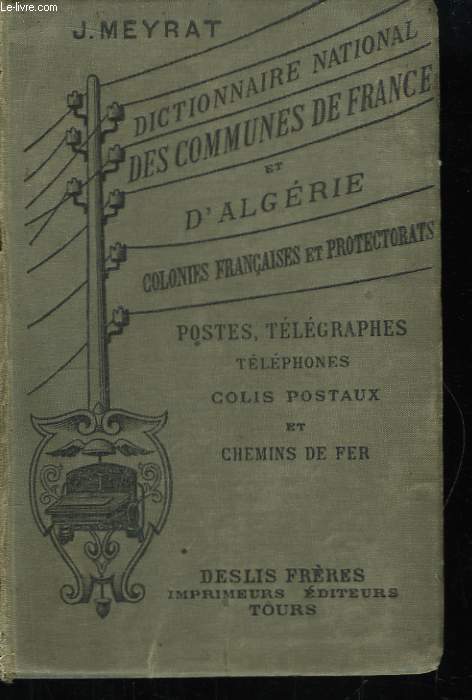 J. MEYRAT
DICTIONNAIRE NATIONAL
DES COMMUNES DE FRANCE
ET
D'ALGÉRIE
COLONIES FRANÇAISES ET PROTECTORATS
POSTES, TÉLÉGRAPHES
TÉLÉPHONES
COLIS POSTAUX
ET
CHEMINS DE FER
DESLIS FRÈRES
IMPRIMEURS ÉDITEURS
TOURS
le-livre